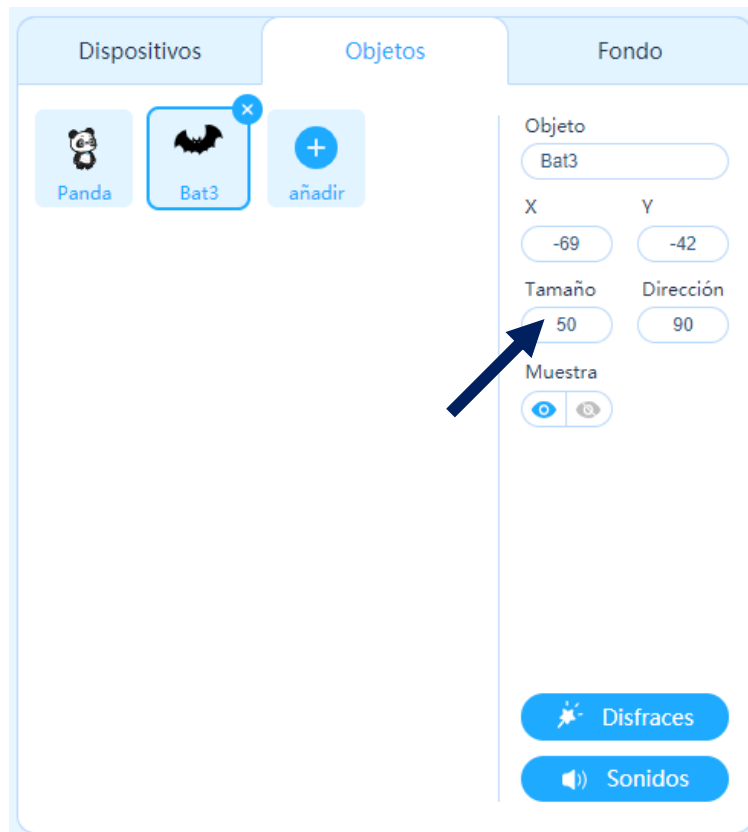 Dispositivos Objetos Fondo
Panda Bat3 añadir
Objeto
Bat3
X Y
-69 -42
Tamaño Dirección
50 90
Muestra
Disfraces
Sonidos